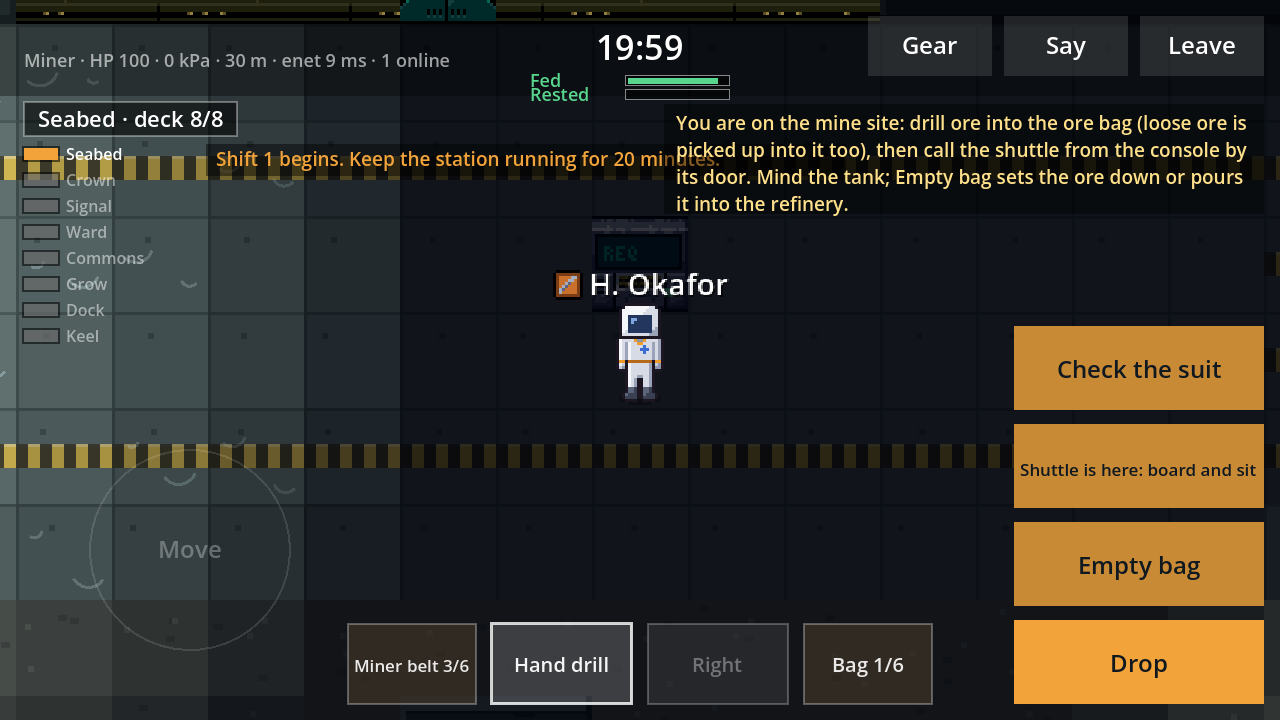 Miner · HP 100 · 0 kPa · 30 m · enet 9 ms · 1 online
19:59
Fed
Rested
Gear
Say
Leave
Seabed · deck 8/8
Seabed
Crown
Signal
Ward
Commons
Grow
Dock
Keel
Shift 1 begins. Keep the station running for 20 minutes.
You are on the mine site: drill ore into the ore bag (loose ore is
picked up into it too), then call the shuttle from the console by
its door. Mind the tank; Empty bag sets the ore down or pours
it into the refinery.
REQ
H. Okafor
Check the suit
Shuttle is here: board and sit
Empty bag
Drop
Move
Miner belt 3/6
Hand drill
Right
Bag 1/6